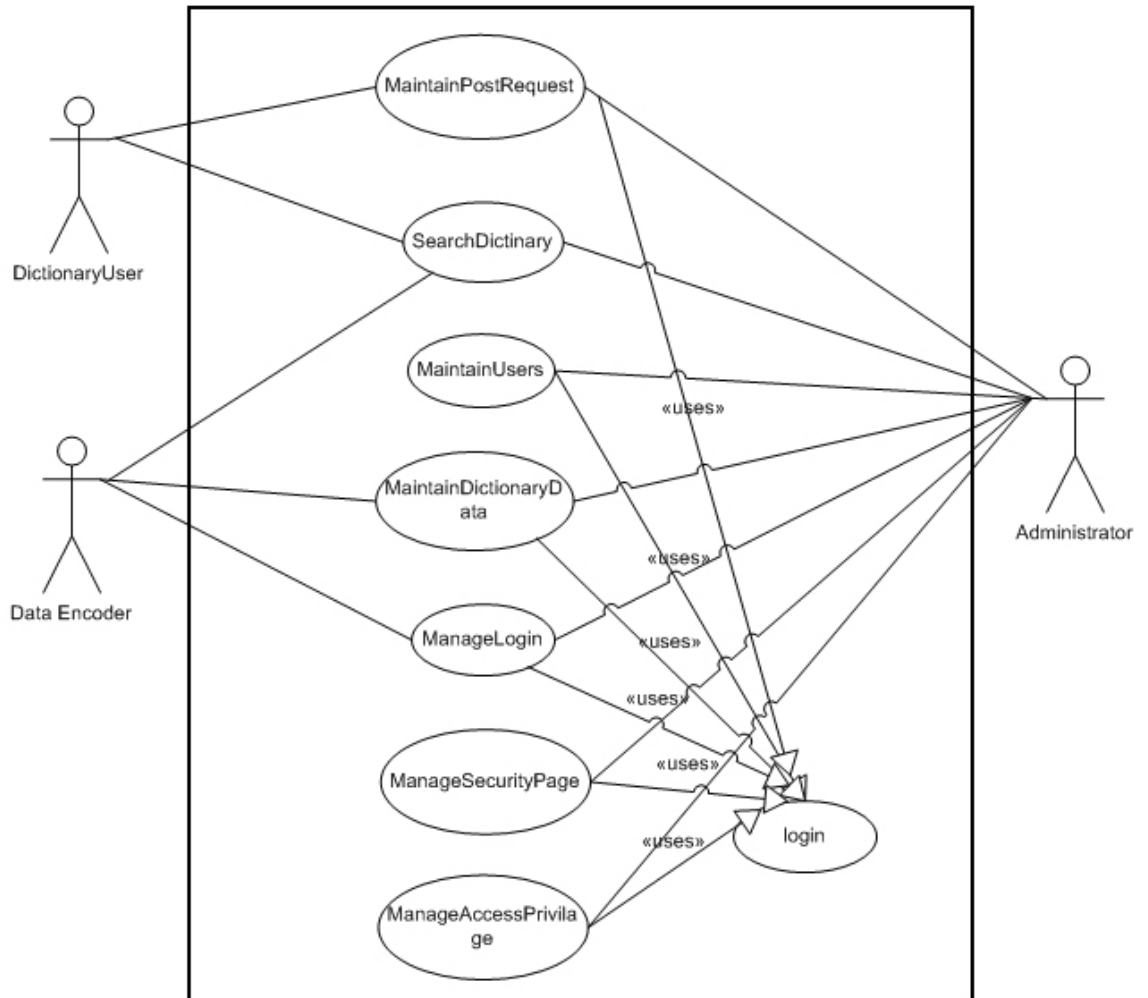 MaintainPostRequest
SearchDictinary
DictionaryUser
MaintainUsers
«uses»
MaintainDictionaryD
ata
Administrator
«uses»
Data Encoder
ManageLogin
«uses»
«uses»
«uses»
ManageSecurityPage
«uses»
login
ManageAccessPrivila
ge